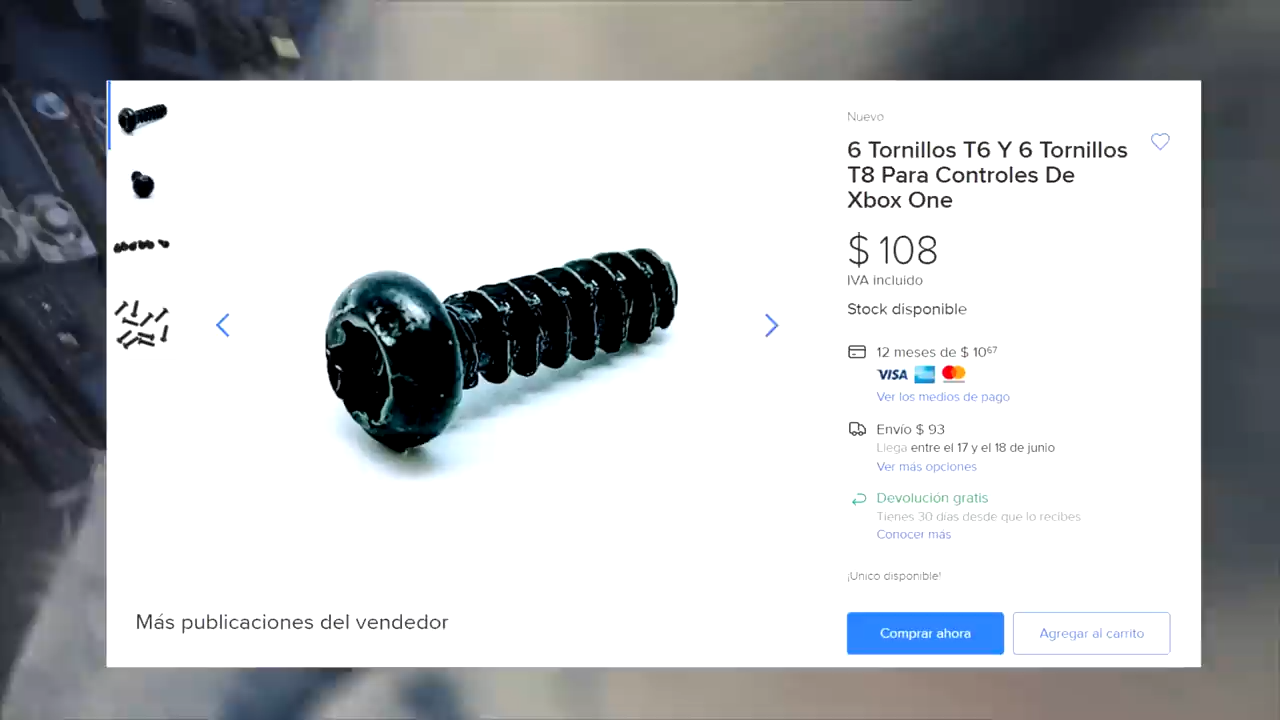 Nuevo
6 Tornillos T6 Y 6 Tornillos
T8 Para Controles De
Xbox One
$ 108
IVA incluido
Stock disponible
12 meses de $ 10⁶⁷
VISA
Ver los medios de pago
Envío $ 93
Llega entre el 17 y el 18 de junio
Ver más opciones
Devolución gratis
Tienes 30 días desde que lo recibes
Conocer más
¡Unico disponible!
Más publicaciones del vendedor
Comprar ahora
Agregar al carrito